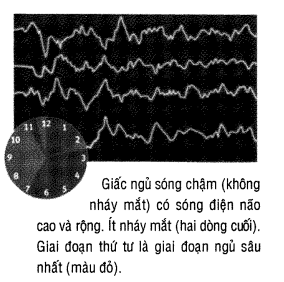 11 12 1
10 2
9 3
8 4
7 6 5
Giấc ngủ sóng chậm (không
nháy mắt) có sóng điện não
cao và rộng. Ít nháy mắt (hai dòng cuối).
Giai đoạn thứ tư là giai đoạn ngủ sâu
nhất (màu đỏ).